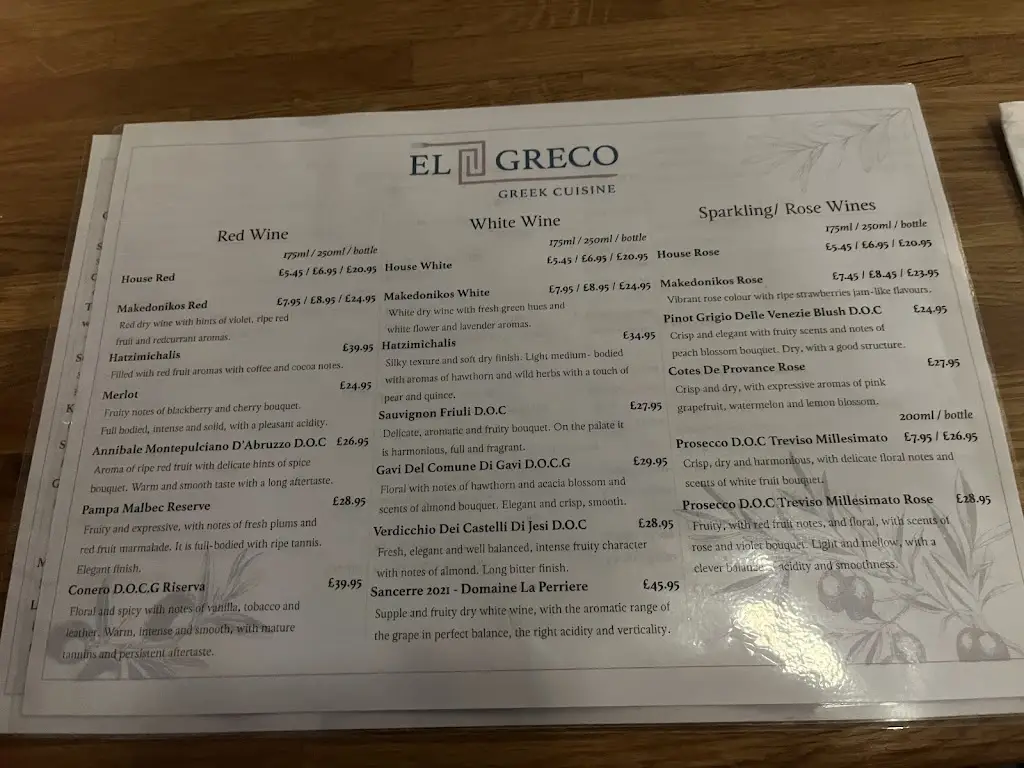 EL GRECO
GREEK CUISINE
Red Wine
175ml / 250ml / bottle
House Red £5.45 / £6.95 / £20.95
Makedonikos Red £7.95 / £8.95 / £24.95
Red dry wine with hints of violet, ripe red
fruit and redcurrant aromas.
Hatzimichalis £39.95
Filled with red fruit aromas with coffee and cocoa notes.
Merlot £24.95
Fruity notes of blackberry and cherry bouquet.
Full bodied, intense and solid, with a pleasant acidity.
Annibale Montepulciano D'Abruzzo D.O.C £26.95
Aroma of ripe red fruit with delicate hints of spice
bouquet. Warm and smooth taste with a long aftertaste.
Pampa Malbec Reserve £28.95
Fruity and expressive, with notes of fresh plums and
red fruit marmalade. It is full-bodied with ripe tannis.
Elegant finish.
Conero D.O.C.G Riserva £39.95
Floral and spicy with notes of vanilla, tobacco and
leather. Warm, intense and smooth, with mature
tannins and persistent aftertaste.
White Wine
175ml / 250ml / bottle
House White £5.45 / £6.95 / £20.95
Makedonikos White £7.95 / £8.95 / £24.95
White dry wine with fresh green hues and
white flower and lavender aromas.
Hatzimichalis £34.95
Silky texture and soft dry finish. Light medium- bodied
with aromas of hawthorn and wild herbs with a touch of
pear and quince.
Sauvignon Friuli D.O.C £27.95
Delicate, aromatic and fruity bouquet. On the palate it
is harmonious, full and fragrant.
Gavi Del Comune Di Gavi D.O.C.G £29.95
Floral with notes of hawthorn and acacia blossom and
scents of almond bouquet. Elegant and crisp, smooth.
Verdicchio Dei Castelli Di Jesi D.O.C £28.95
Fresh, elegant and well balanced, intense fruity character
with notes of almond. Long bitter finish.
Sancerre 2021 - Domaine La Perriere £45.95
Supple and fruity dry white wine, with the aromatic range of
the grape in perfect balance, the right acidity and verticality.
Sparkling/ Rose Wines
175ml / 250ml / bottle
House Rose £5.45 / £6.95 / £20.95
Makedonikos Rose £7.45 / £8.45 / £23.95
Vibrant rose colour with ripe strawberries jam-like flavours.
Pinot Grigio Delle Venezie Blush D.O.C £24.95
Crisp and elegant with fruity scents and notes of
peach blossom bouquet. Dry, with a good structure.
Cotes De Provance Rose £27.95
Crisp and dry, with expressive aromas of pink
grapefruit, watermelon and lemon blossom.
200ml / bottle
Prosecco D.O.C Treviso Millesimato £7.95 / £26.95
Crisp, dry and harmonious, with delicate floral notes and
scents of white fruit bouquet.
Prosecco D.O.C Treviso Millesimato Rose £28.95
Fruity, with red fruit notes, and floral, with scents of
rose and violet bouquet. Light and mellow, with a
clever acidity and smoothness.